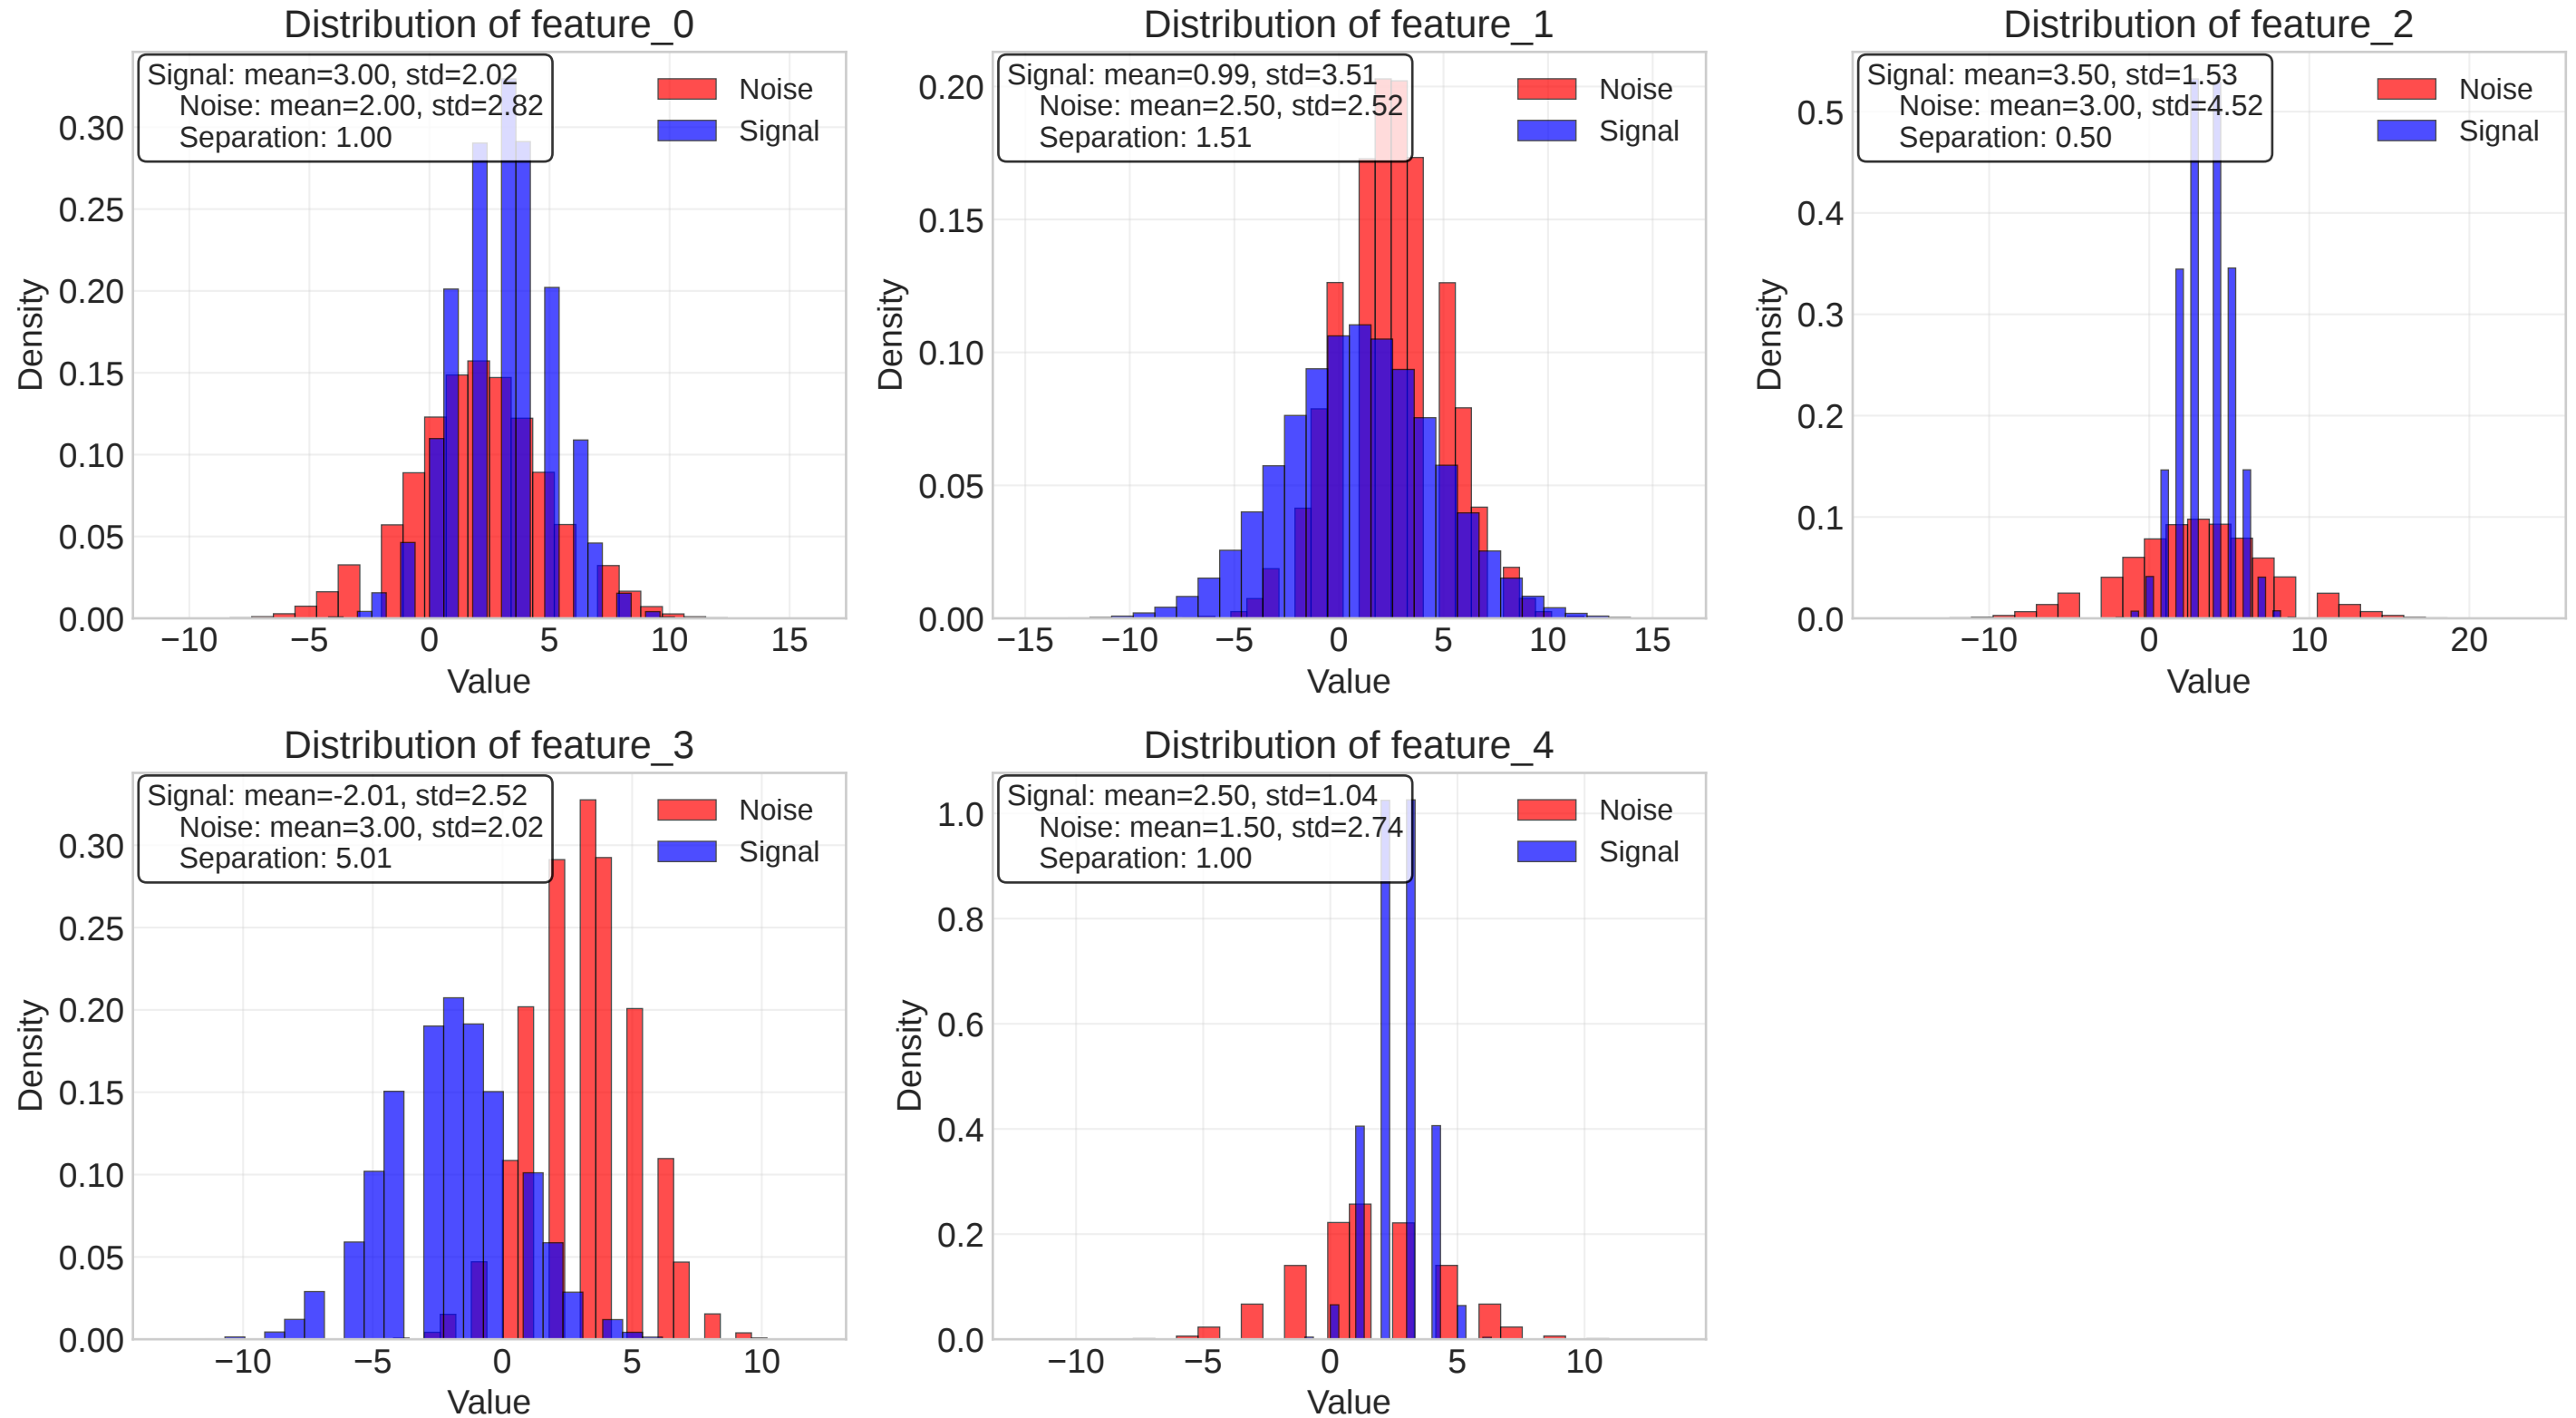 Distribution of feature_0
Signal: mean=3.00, std=2.02
Noise: mean=2.00, std=2.82
Separation: 1.00
Noise
Signal
0.30
0.25
0.20
0.15
0.10
0.05
0.00
Density
−10 −5 0 5 10 15
Value
Distribution of feature_1
Signal: mean=0.99, std=3.51
Noise: mean=2.50, std=2.52
Separation: 1.51
Noise
Signal
0.20
0.15
0.10
0.05
0.00
Density
−15 −10 −5 0 5 10 15
Value
Distribution of feature_2
Signal: mean=3.50, std=1.53
Noise: mean=3.00, std=4.52
Separation: 0.50
Noise
Signal
0.5
0.4
0.3
0.2
0.1
0.0
Density
−10 0 10 20
Value
Distribution of feature_3
Signal: mean=-2.01, std=2.52
Noise: mean=3.00, std=2.02
Separation: 5.01
Noise
Signal
0.30
0.25
0.20
0.15
0.10
0.05
0.00
Density
−10 −5 0 5 10
Value
Distribution of feature_4
Signal: mean=2.50, std=1.04
Noise: mean=1.50, std=2.74
Separation: 1.00
Noise
Signal
1.0
0.8
0.6
0.4
0.2
0.0
Density
−10 −5 0 5 10
Value